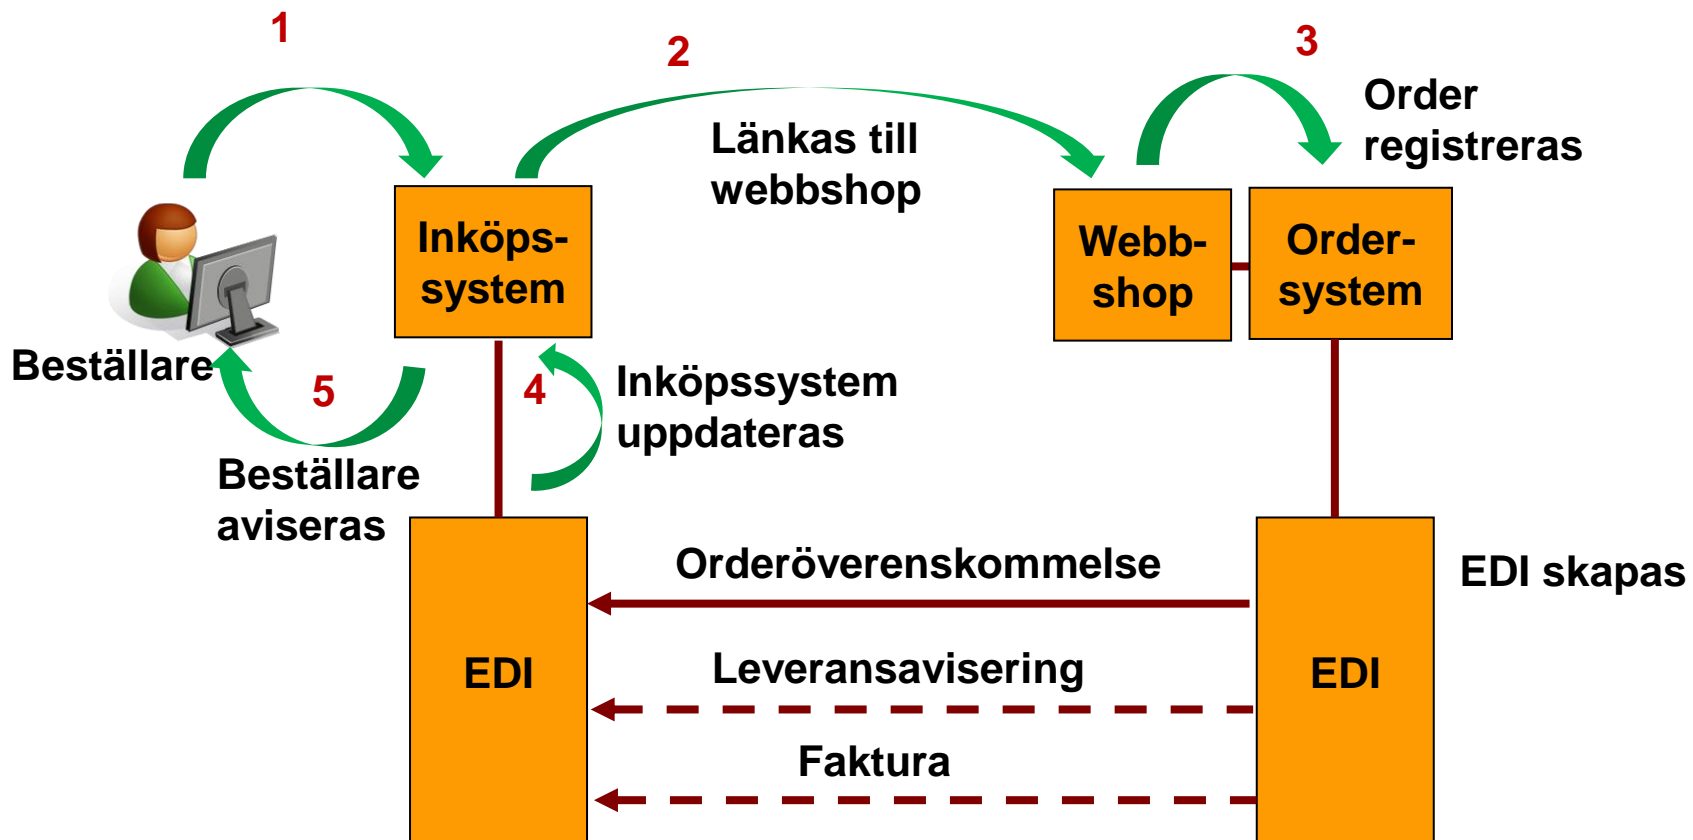 1
2
3
Order
registreras
Länkas till
webbshop
Inköps-
system
Webb-
shop
Order-
system
Beställare
5
4
Inköpssystem
uppdateras
Beställare
aviseras
Orderöverenskommelse
EDI skapas
EDI
Leveransavisering
EDI
Faktura